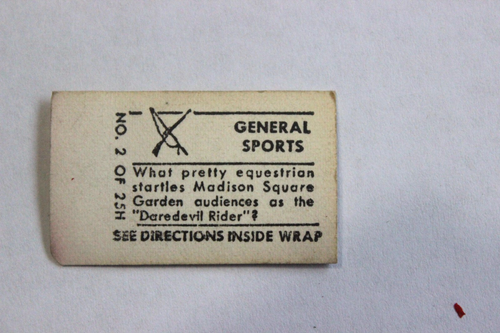 NO. 2 OF 25H
GENERAL
SPORTS
What pretty equestrian
startles Madison Square
Garden audiences as the
"Daredevil Rider"?
SEE DIRECTIONS INSIDE WRAP